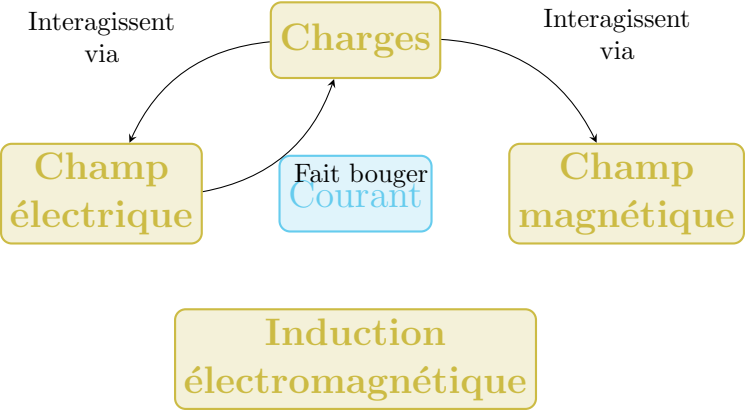 Interagissent
via
Charges
Interagissent
via
Champ
électrique
Fait bouger
Courant
Champ
magnétique
Induction
électromagnétique